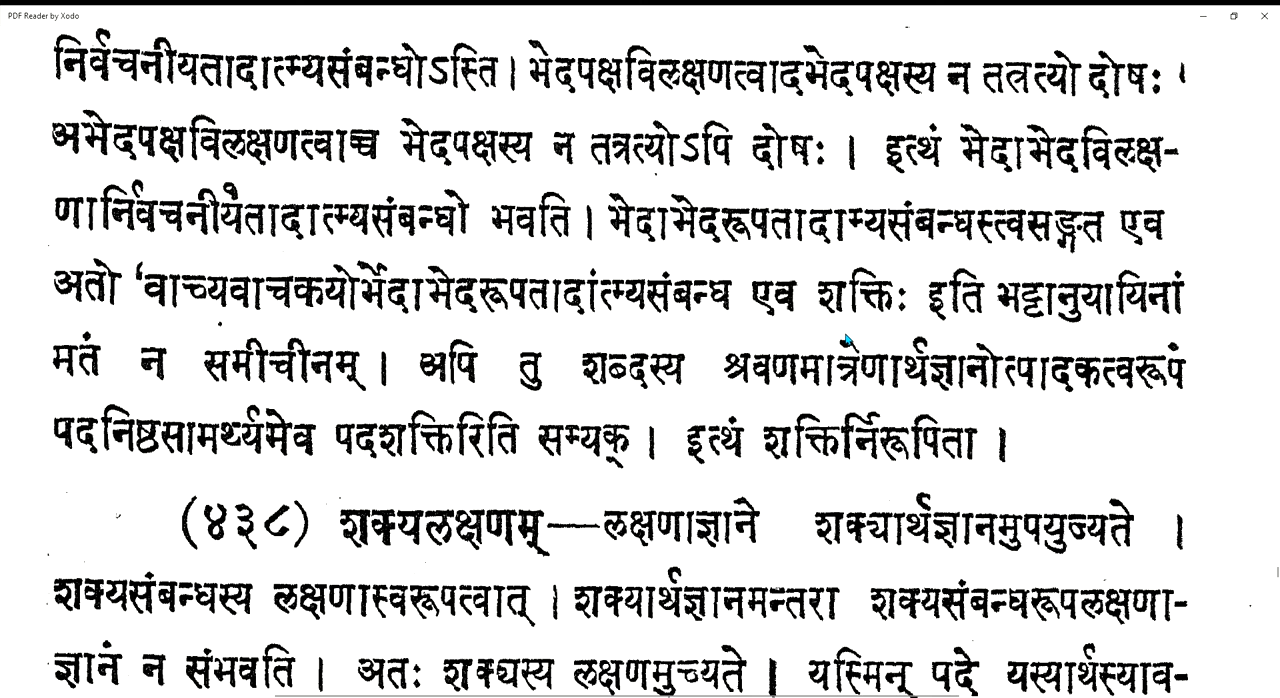 PDF Reader by Xodo
निर्वचनीयतादात्म्यसंबन्धोऽस्ति। भेदपक्षविलक्षणत्वादभेदपक्षस्य न तत्रत्यो दोषः ।
अभेदपक्षविलक्षणत्वाच्च भेदपक्षस्य न तत्रत्योऽपि दोषः । इत्थं भेदाभेदविलक्ष-
णानिर्वचनीयतादात्म्यसंबन्धो भवति । भेदाभेदरूपतादाम्यसंबन्धस्त्वसङ्गत एव
अतो ‘वाच्यवाचकयोर्भेदाभेदरूपतादांत्म्यसंबन्ध एव शक्तिः इति भट्टानुयायिनां
मतं न समीचीनम् । अपि तु शब्दस्य श्रवणमात्रेणार्थज्ञानोत्पादकत्वरूपं
पदनिष्ठसामर्थ्यमेव पदशक्तिरिति सम्यक् । इत्थं शक्तिर्निरूपिता ।
(४३८) शक्यलक्षणम्—लक्षणाज्ञाने शक्यार्थज्ञानमुपयुज्यते ।
शक्यसंबन्धस्य लक्षणास्वरूपत्वात् । शक्यार्थज्ञानमन्तरा शक्यसंबन्धरूपलक्षणा-
ज्ञानं न संभवति । अतः शक्यस्य लक्षणमुच्यते । यस्मिन् पदे यस्यार्थस्याव-